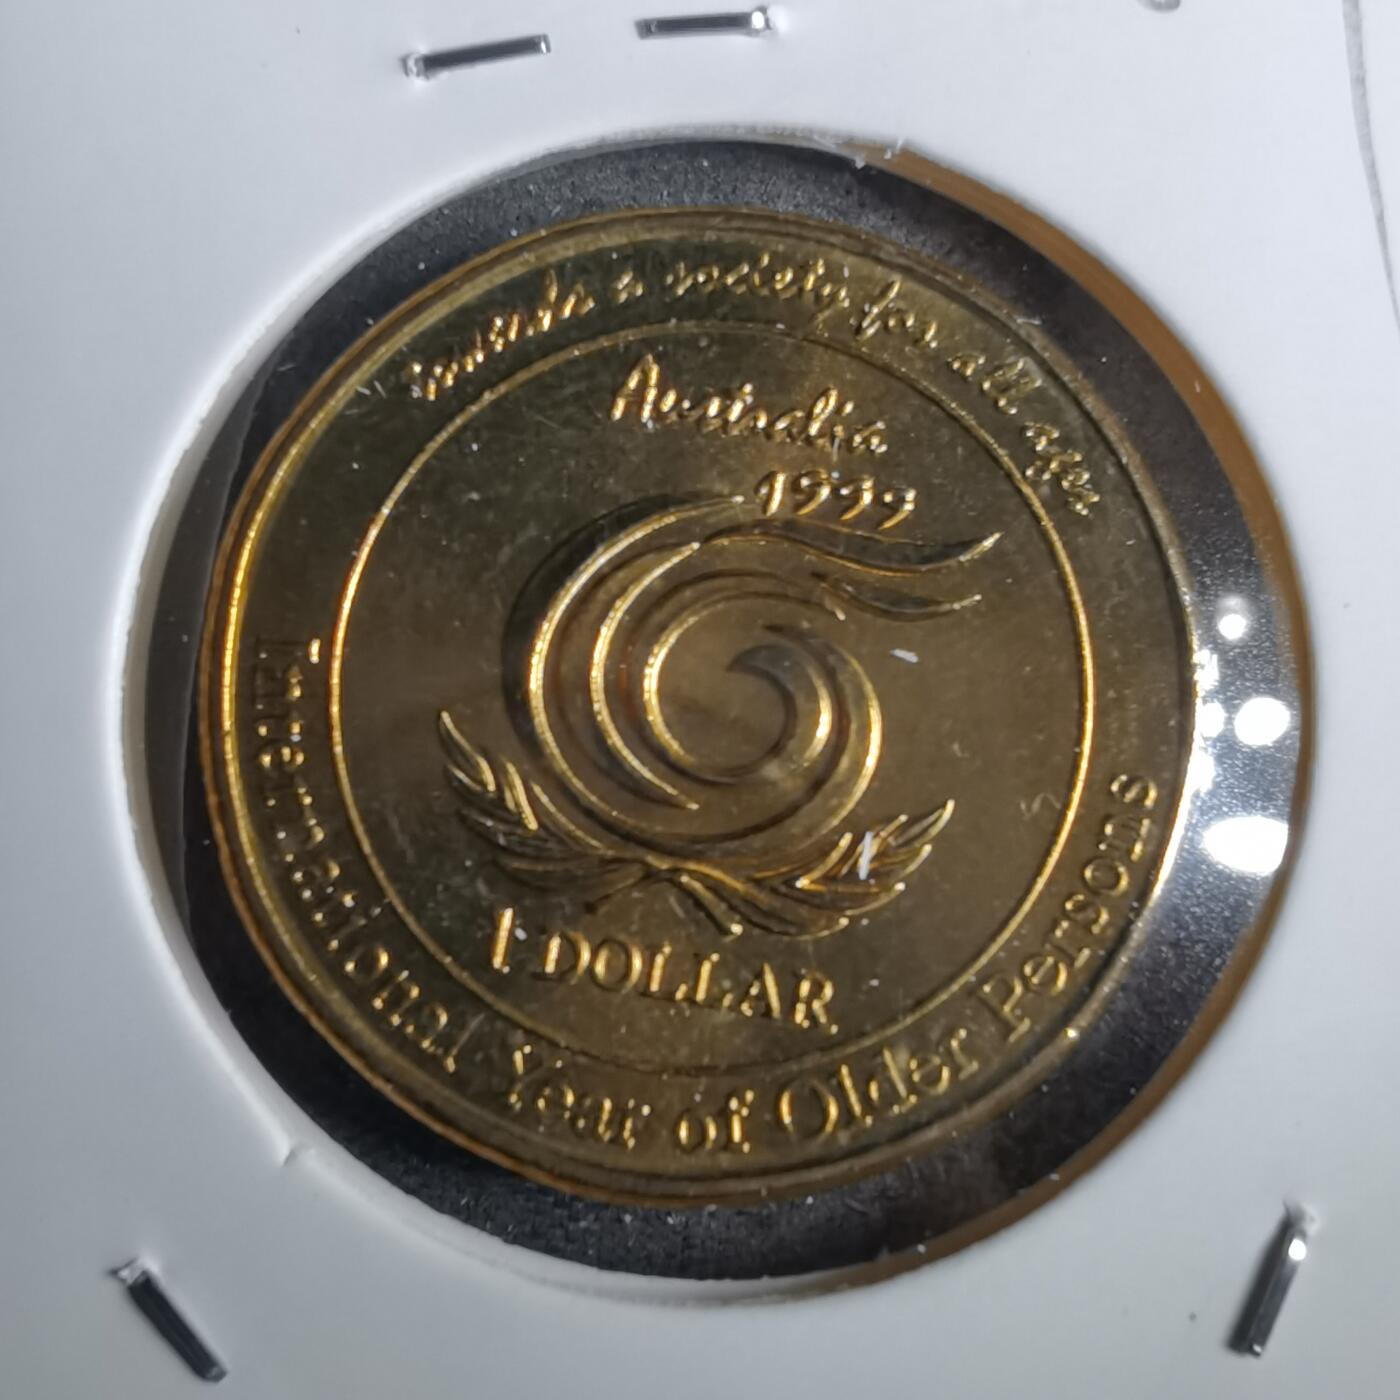 towards a society for all ages
Australia
1999
1 DOLLAR
International Year of Older Persons